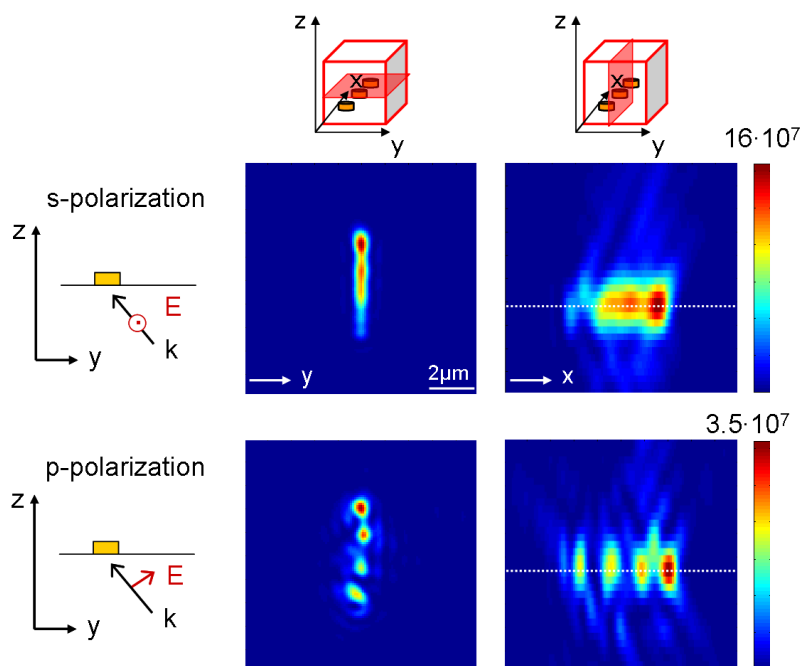 z
x
y
z
x
y
16·10⁷
s-polarization
z
E
k
y
y
2µm
x
3.5·10⁷
p-polarization
z
E
k
y